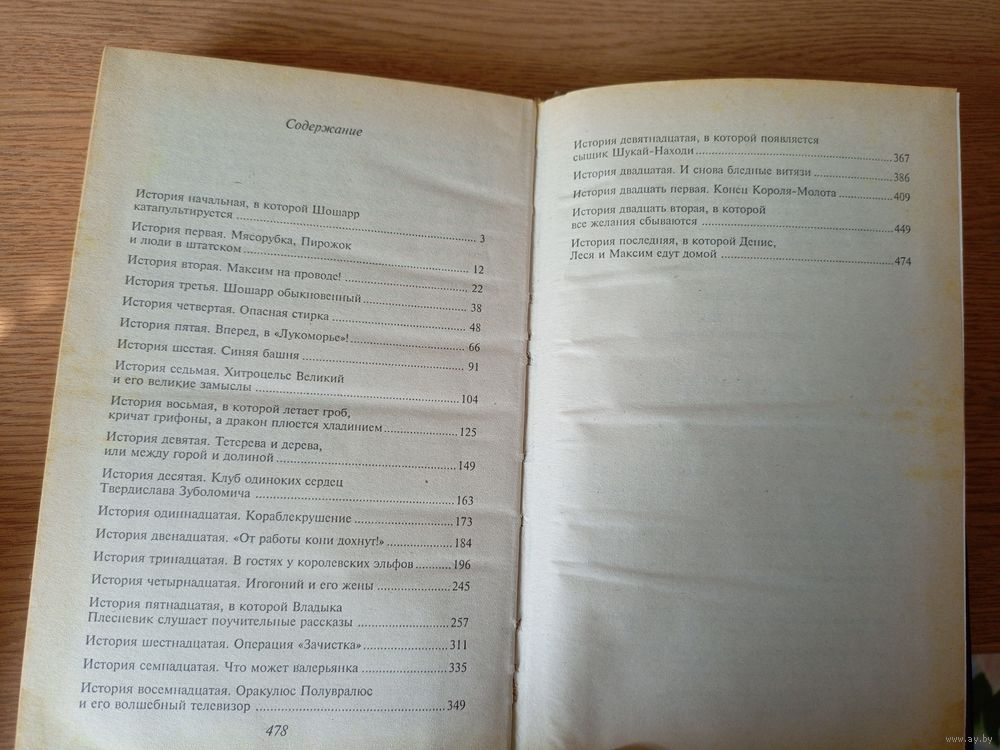 Содержание
История начальная, в которой Шошарр
катапультируется ........ 3
История первая. Мясорубка, Пирожок
и люди в штатском ........ 12
История вторая. Максим на проводе! ........ 22
История третья. Шошарр обыкновенный ........ 38
История четвертая. Опасная стирка ........ 48
История пятая. Вперед, в «Лукоморье»! ........ 66
История шестая. Синяя башня ........ 91
История седьмая. Хитроцельс Великий
и его великие замыслы ........ 104
История восьмая, в которой летает гроб,
кричат грифоны, а дракон плюется хладинием ........ 125
История девятая. Тетерева и дерева,
или между горой и долиной ........ 149
История десятая. Клуб одиноких сердец
Твердислава Зуболомича ........ 163
История одиннадцатая. Кораблекрушение ........ 173
История двенадцатая. «От работы кони дохнут!» ........ 184
История тринадцатая. В гостях у королевских эльфов ........ 196
История четырнадцатая. Игогоний и его жены ........ 245
История пятнадцатая, в которой Владыка
Плесневик слушает поучительные рассказы ........ 257
История шестнадцатая. Операция «Зачистка» ........ 311
История семнадцатая. Что может валерьянка ........ 335
История восемнадцатая. Оракулюс Полувралюс
и его волшебный телевизор ........ 349
478
История девятнадцатая, в которой появляется
сыщик Шукай-Находи ........ 367
История двадцатая. И снова бледные витязи ........ 386
История двадцать первая. Конец Короля-Молота ........ 409
История двадцать вторая, в которой
все желания сбываются ........ 449
История последняя, в которой Денис,
Леся и Максим едут домой ........ 474
www.ay.by